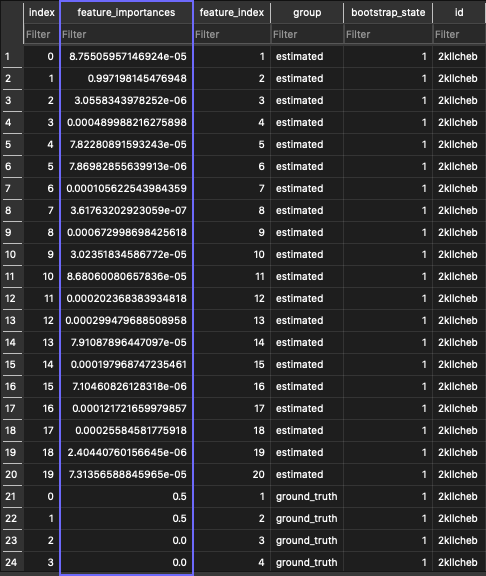 index feature_importances feature_index group bootstrap_state id
Filter Filter Filter Filter Filter Filter
1 0 8.75505957146924e-05 1 estimated 1 2kllcheb
2 1 0.997198145476948 2 estimated 1 2kllcheb
3 2 3.0558343978252e-06 3 estimated 1 2kllcheb
4 3 0.000489988216275898 4 estimated 1 2kllcheb
5 4 7.82280891593243e-05 5 estimated 1 2kllcheb
6 5 7.86982855639913e-06 6 estimated 1 2kllcheb
7 6 0.000105622543984359 7 estimated 1 2kllcheb
8 7 3.61763202923059e-07 8 estimated 1 2kllcheb
9 8 0.000672998698425618 9 estimated 1 2kllcheb
10 9 3.02351834586772e-05 10 estimated 1 2kllcheb
11 10 8.68060080657836e-05 11 estimated 1 2kllcheb
12 11 0.000202368383934818 12 estimated 1 2kllcheb
13 12 0.000299479688508958 13 estimated 1 2kllcheb
14 13 7.91087896447097e-05 14 estimated 1 2kllcheb
15 14 0.000197968747235461 15 estimated 1 2kllcheb
16 15 7.10460826128318e-06 16 estimated 1 2kllcheb
17 16 0.000121721659979857 17 estimated 1 2kllcheb
18 17 0.00025584581775918 18 estimated 1 2kllcheb
19 18 2.40440760156645e-06 19 estimated 1 2kllcheb
20 19 7.31356588845965e-05 20 estimated 1 2kllcheb
21 0 0.5 1 ground_truth 1 2kllcheb
22 1 0.5 2 ground_truth 1 2kllcheb
23 2 0.0 3 ground_truth 1 2kllcheb
24 3 0.0 4 ground_truth 1 2kllcheb